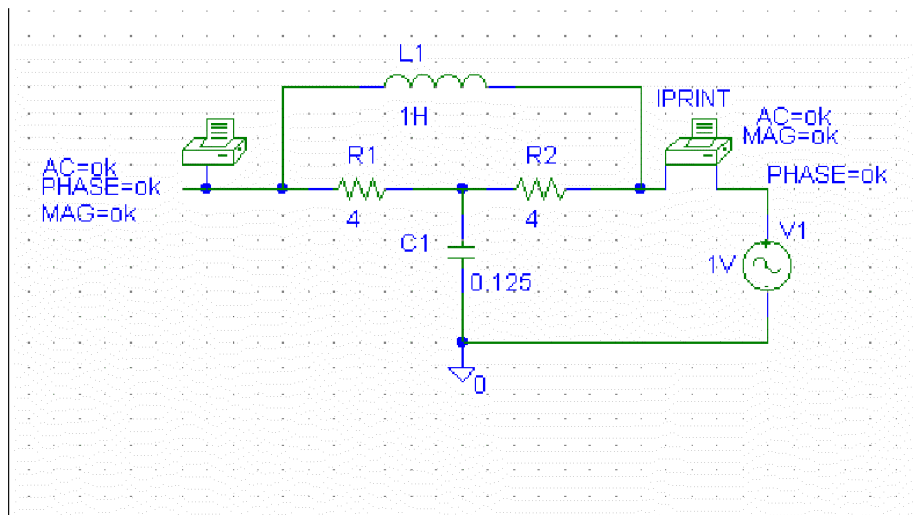 L1
1H
IPRINT
AC=ok
MAG=ok
PHASE=ok
AC=ok
PHASE=ok
MAG=ok
R1
4
R2
4
C1
0.125
V1
1V
0